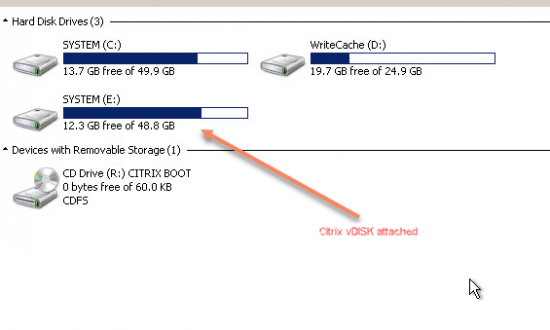 Hard Disk Drives (3)
SYSTEM (C:)
13.7 GB free of 49.9 GB
WriteCache (D:)
19.7 GB free of 24.9 GB
SYSTEM (E:)
12.3 GB free of 48.8 GB
Devices with Removable Storage (1)
CD Drive (R:) CITRIX BOOT
0 bytes free of 60.0 KB
CDFS
Citrix vDISK attached